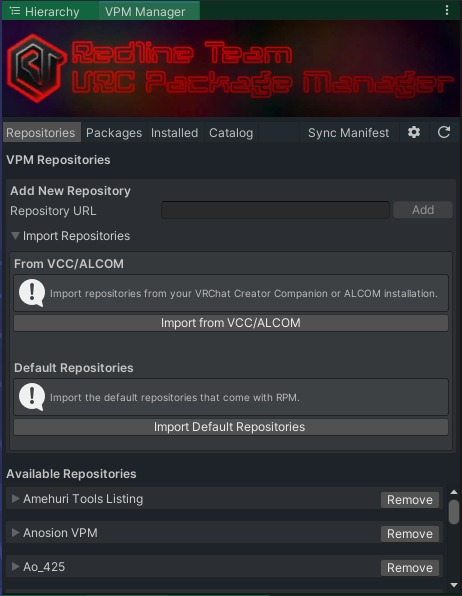 Hierarchy VPM Manager
Redline Team
VRC Package Manager
Repositories Packages Installed Catalog Sync Manifest
VPM Repositories
Add New Repository
Repository URL Add
Import Repositories
From VCC/ALCOM
Import repositories from your VRChat Creator Companion or ALCOM installation.
Import from VCC/ALCOM
Default Repositories
Import the default repositories that come with RPM.
Import Default Repositories
Available Repositories
Amehuri Tools Listing Remove
Anosion VPM Remove
Ao_425 Remove